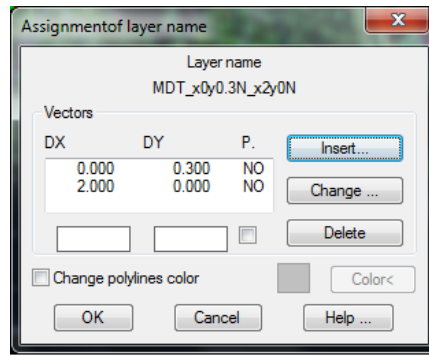 Assignmentof layer name
Layer name
MDT_x0y0.3N_x2y0N
Vectors
DX DY P.
Insert...
0.000 0.300 NO
2.000 0.000 NO
Change ...
Delete
Change polylines color
Color<
OK Cancel Help ...